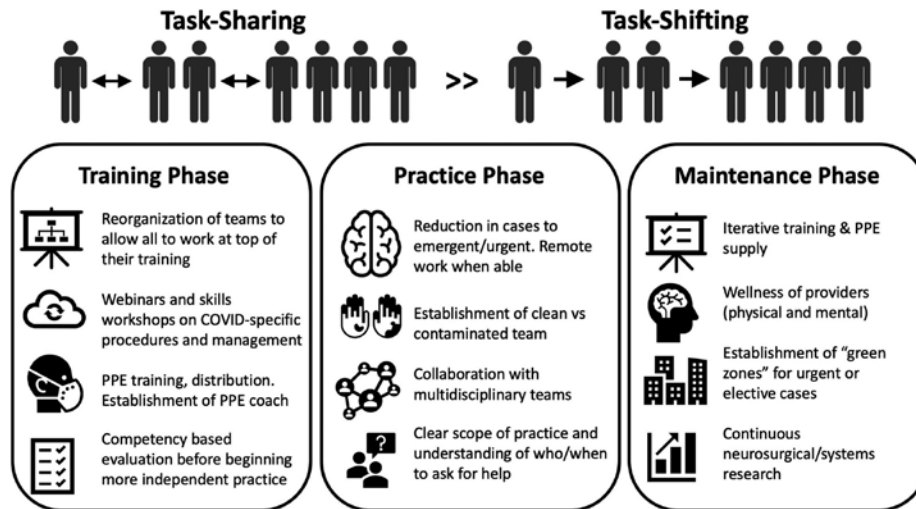 Task-Sharing
Task-Shifting
>>
Training Phase
Reorganization of teams to
allow all to work at top of
their training
Webinars and skills
workshops on COVID-specific
procedures and management
PPE training, distribution.
Establishment of PPE coach
Competency based
evaluation before beginning
more independent practice
Practice Phase
Reduction in cases to
emergent/urgent. Remote
work when able
Establishment of clean vs
contaminated team
Collaboration with
multidisciplinary teams
?
Clear scope of practice and
understanding of who/when
to ask for help
Maintenance Phase
Iterative training & PPE
supply
Wellness of providers
(physical and mental)
Establishment of “green
zones” for urgent or
elective cases
Continuous
neurosurgical/systems
research